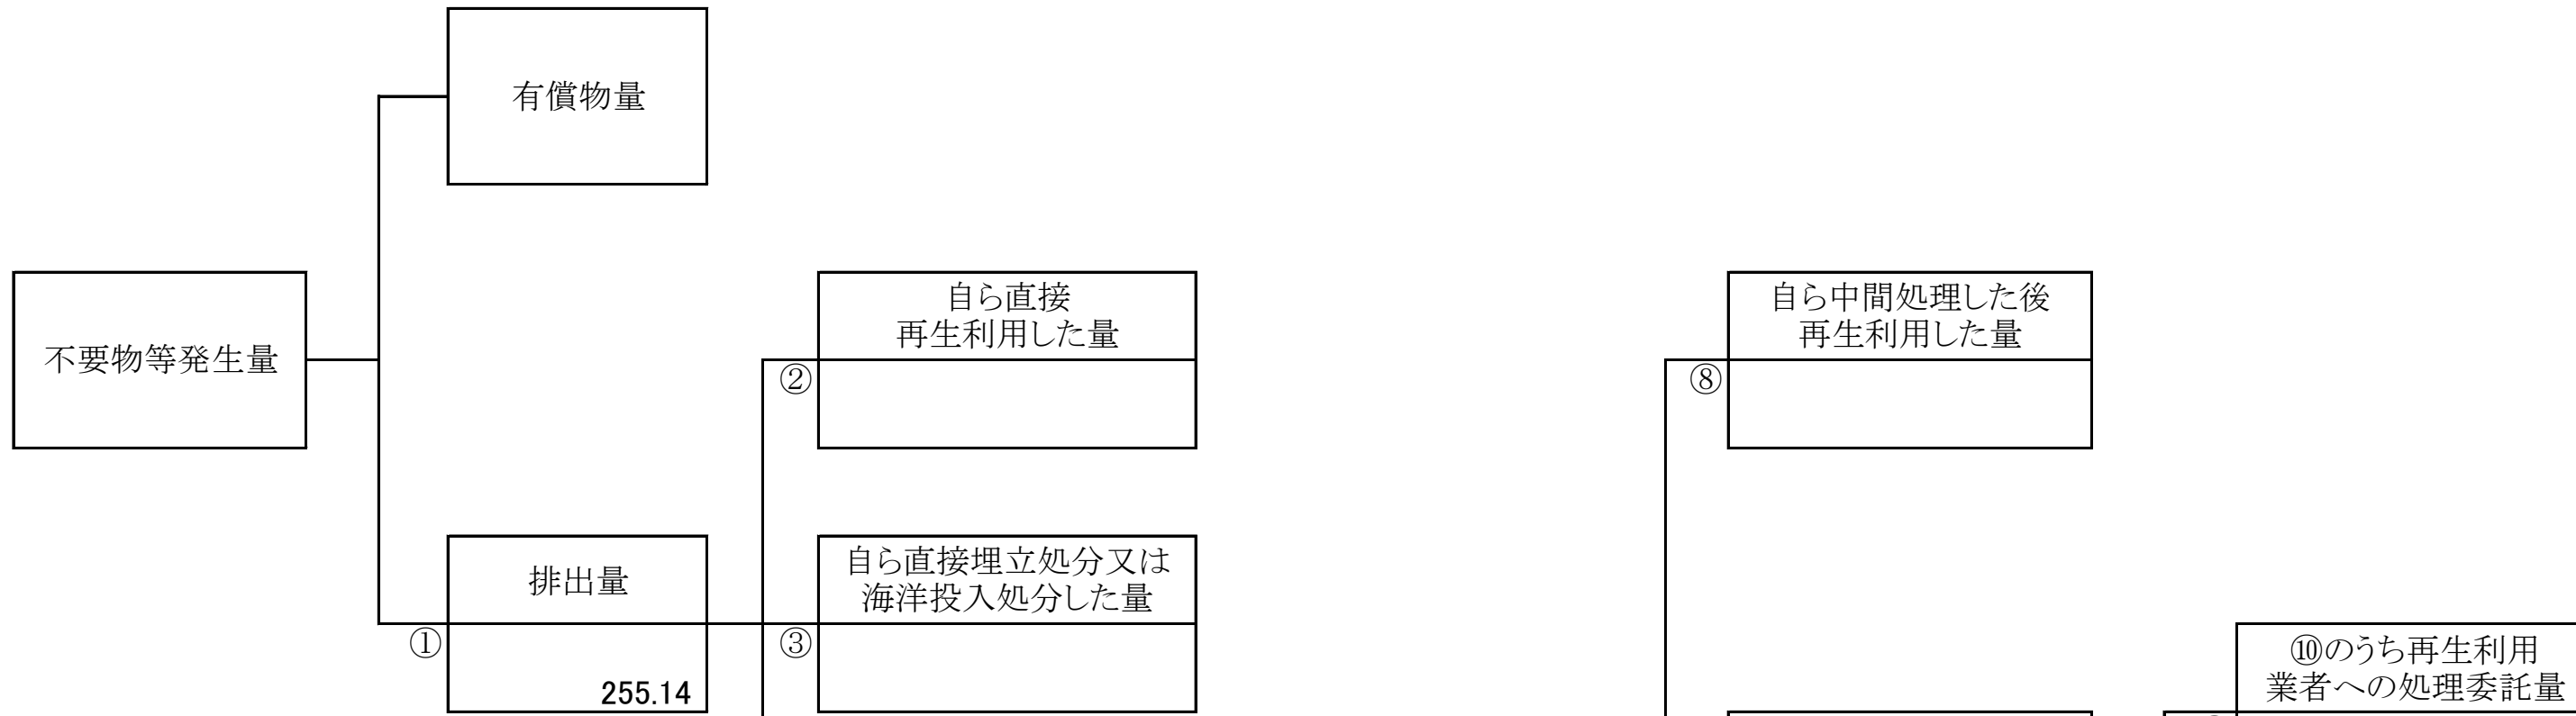 有償物量
不要物等発生量
自ら直接
再生利用した量
②
自ら中間処理した後
再生利用した量
⑧
排出量
①
255.14
自ら直接埋立処分又は
海洋投入処分した量
③
⑩のうち再生利用
業者への処理委託量